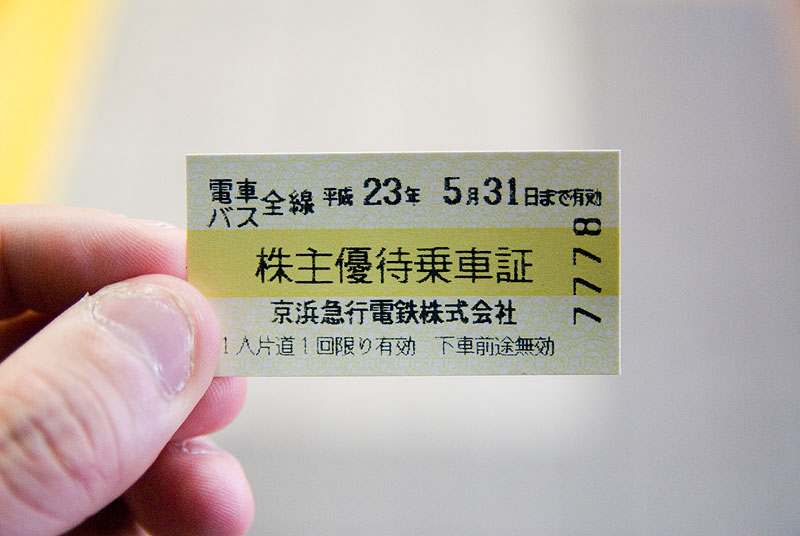 電車バス全線 平成23年 5月31日まで有効
株主優待乗車証
京浜急行電鉄株式会社
1人片道1回限り有効 下車前途無効
7778